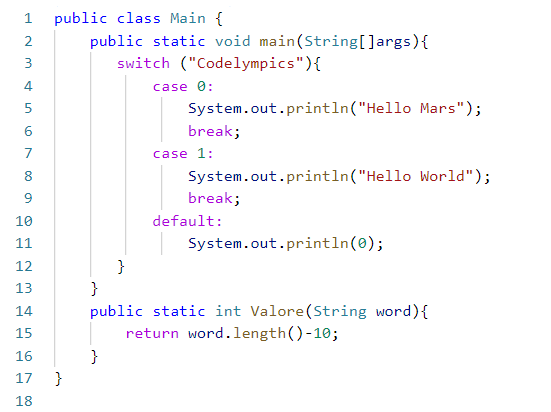 1 public class Main {
2 public static void main(String[]args){
3 switch ("Codelympics"){
4 case 0:
5 System.out.println("Hello Mars");
6 break;
7 case 1:
8 System.out.println("Hello World");
9 break;
10 default:
11 System.out.println(0);
12 }
13 }
14 public static int Valore(String word){
15 return word.length()-10;
16 }
17 }
18